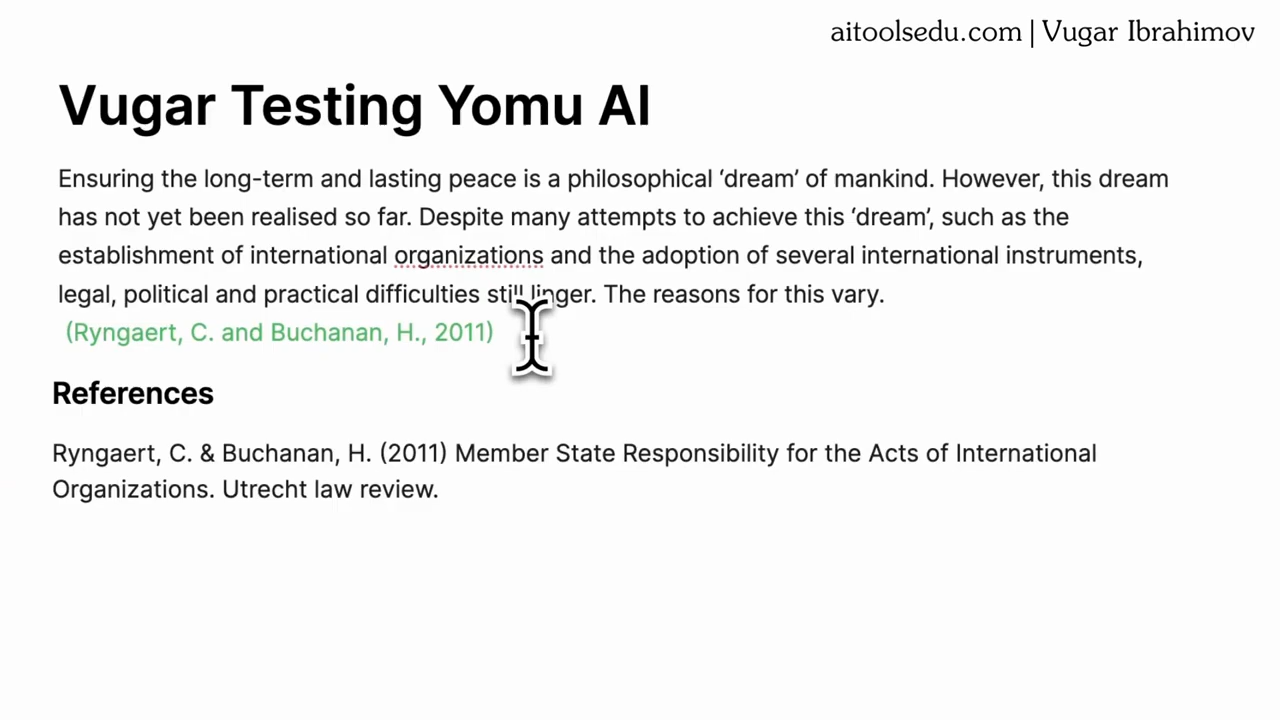 aitoolsedu.com | Vugar Ibrahimov
Vugar Testing Yomu AI
Ensuring the long-term and lasting peace is a philosophical ‘dream’ of mankind. However, this dream
has not yet been realised so far. Despite many attempts to achieve this ‘dream’, such as the
establishment of international organizations and the adoption of several international instruments,
legal, political and practical difficulties still linger. The reasons for this vary.
(Ryngaert, C. and Buchanan, H., 2011)
References
Ryngaert, C. & Buchanan, H. (2011) Member State Responsibility for the Acts of International
Organizations. Utrecht law review.